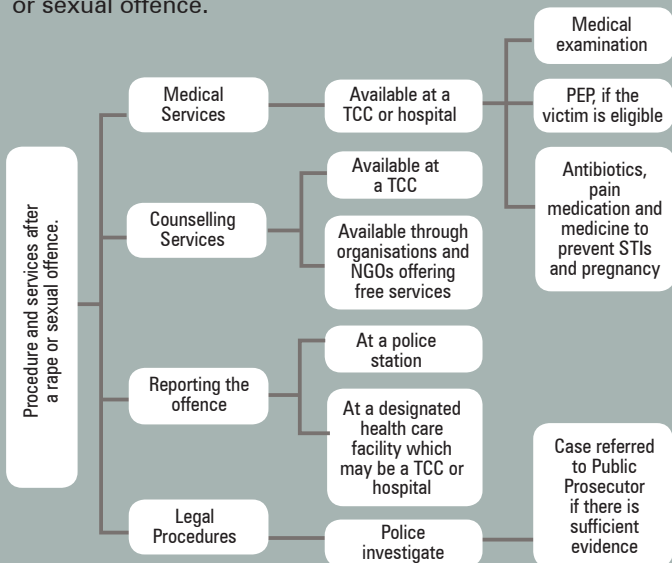 or sexual offence.
Procedure and services after
a rape or sexual offence.
Medical
Services
Available at a
TCC or hospital
Medical
examination
PEP, if the
victim is eligible
Antibiotics,
pain
medication and
medicine to
prevent STIs
and pregnancy
Counselling
Services
Available at
a TCC
Available through
organisations and
NGOs offering
free services
Reporting the
offence
At a police
station
At a designated
health care
facility which
may be a TCC or
hospital
Legal
Procedures
Police
investigate
Case referred
to Public
Prosecutor
if there is
sufficient
evidence